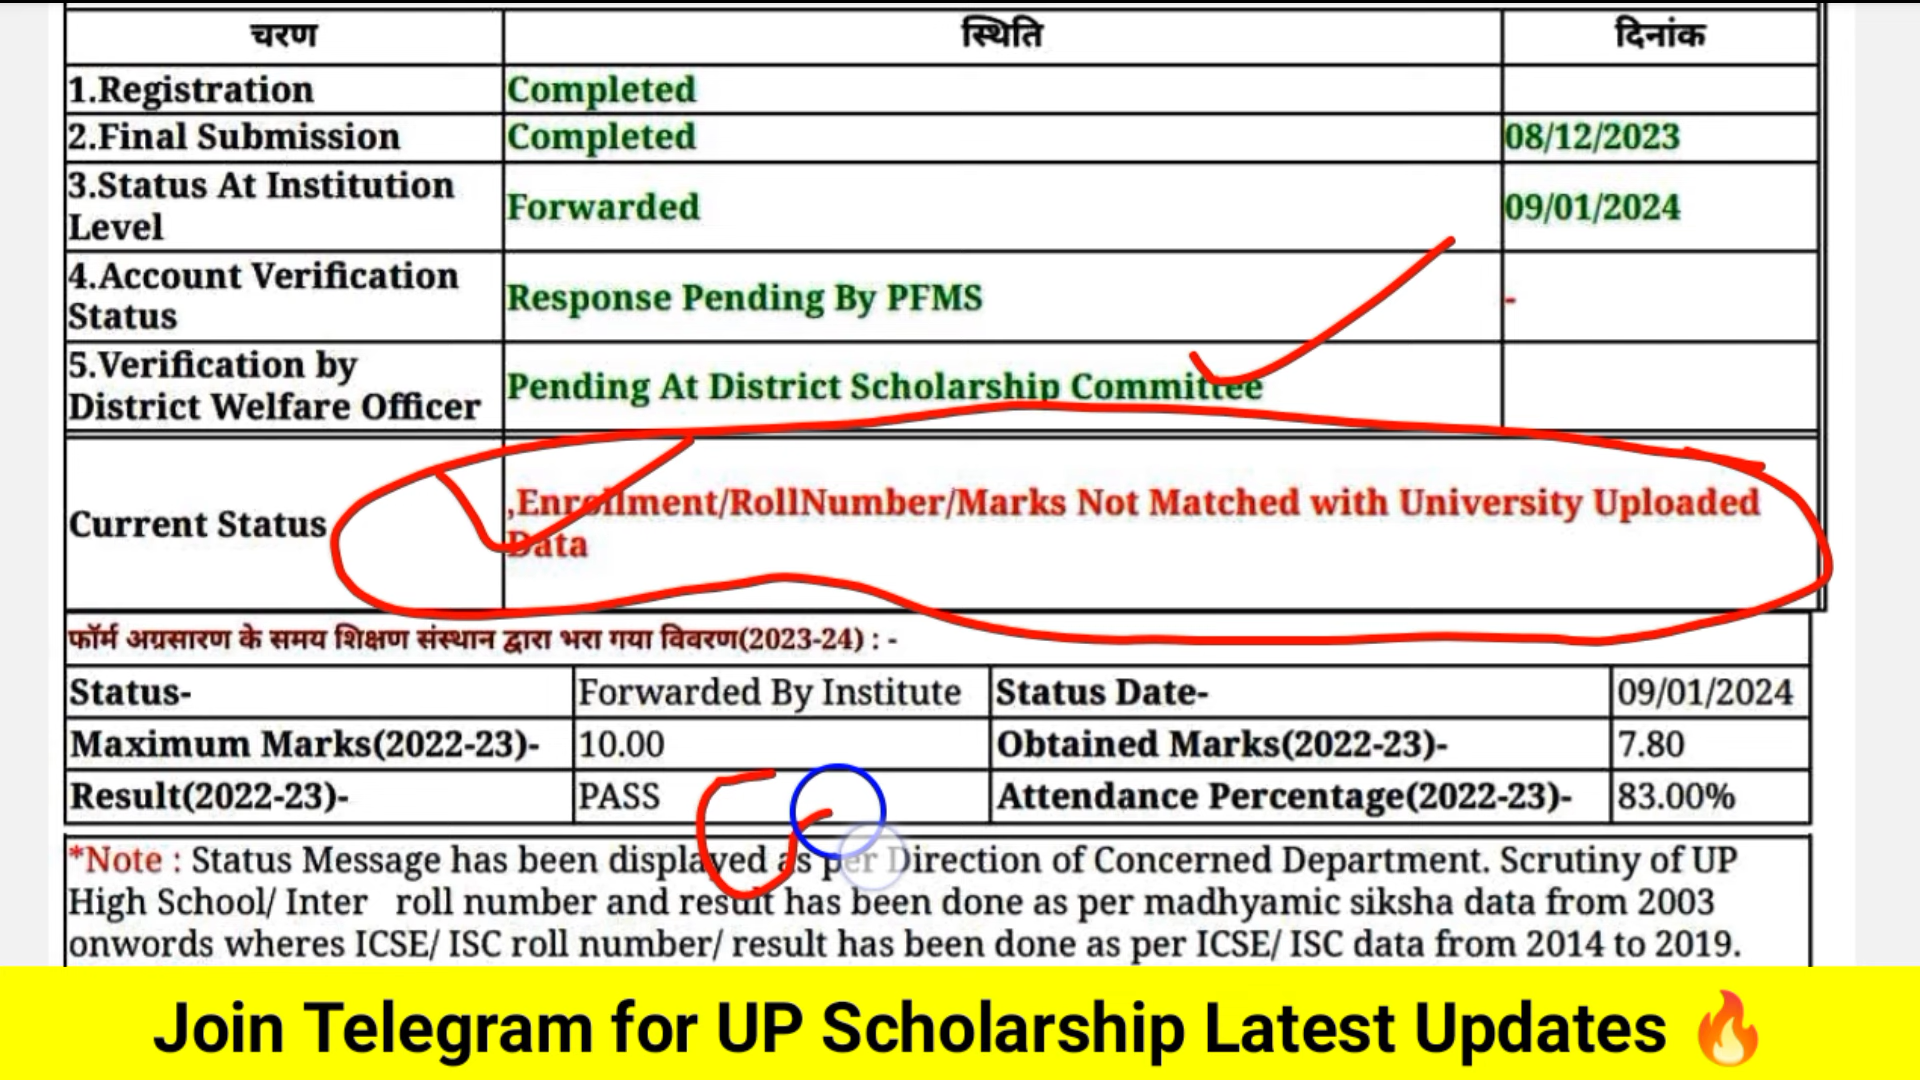 चरण स्थिति दिनांक
1.Registration Completed
2.Final Submission Completed 08/12/2023
3.Status At Institution Level Forwarded 09/01/2024
4.Account Verification Status Response Pending By PFMS -
5.Verification by District Welfare Officer Pending At District Scholarship Committee
Current Status ,Enrollment/RollNumber/Marks Not Matched with University Uploaded Data
फॉर्म अग्रसारण के समय शिक्षण संस्थान द्वारा भरा गया विवरण(2023-24) : -
Status- Forwarded By Institute Status Date- 09/01/2024
Maximum Marks(2022-23)- 10.00 Obtained Marks(2022-23)- 7.80
Result(2022-23)- PASS Attendance Percentage(2022-23)- 83.00%
*Note : Status Message has been displayed as per Direction of Concerned Department. Scrutiny of UP
High School/ Inter roll number and result has been done as per madhyamic siksha data from 2003
onwords wheres ICSE/ ISC roll number/ result has been done as per ICSE/ ISC data from 2014 to 2019.
Join Telegram for UP Scholarship Latest Updates 🔥